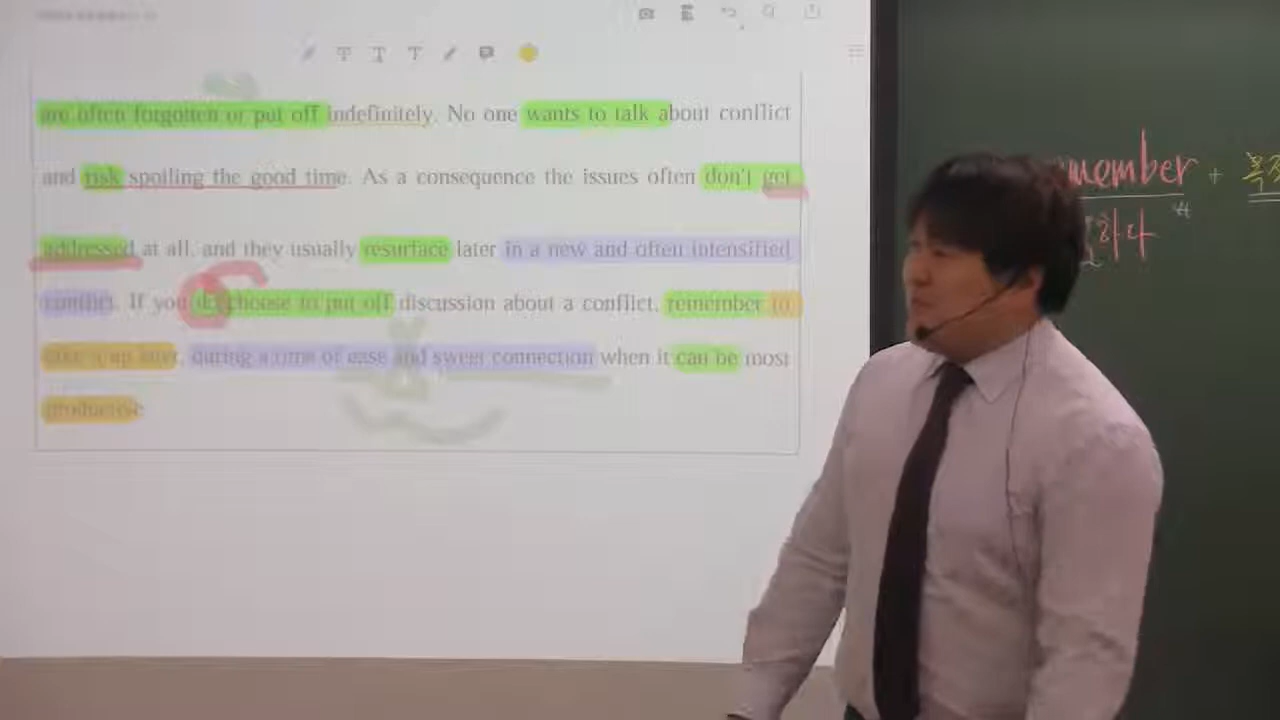 are often forgotten or put off indefinitely. No one wants to talk about conflict
and risk spoiling the good time. As a consequence the issues often don't get
addressed at all, and they usually resurface later in a new and often intensified
conflict. If you do choose to put off discussion about a conflict, remember to
take it up later, during a time of ease and sweet connection when it can be most
productive
member +
하다